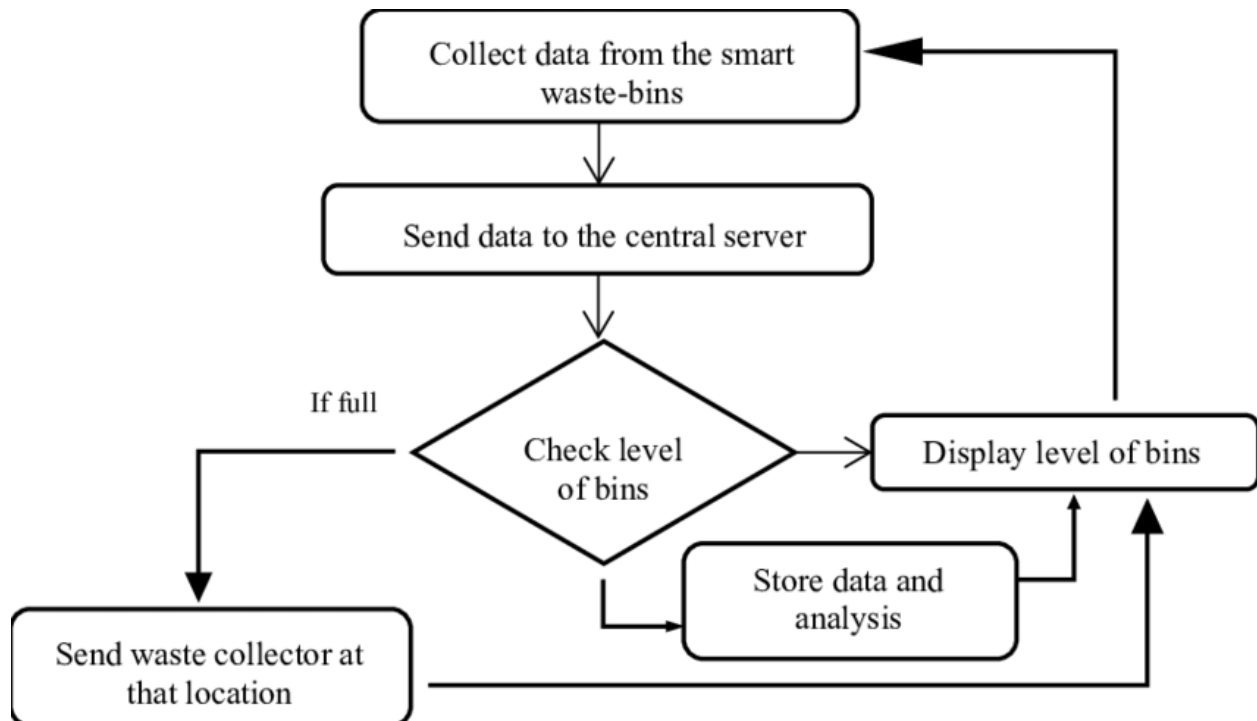 Collect data from the smart
waste-bins
Send data to the central server
If full
Check level
of bins
Display level of bins
Store data and
analysis
Send waste collector at
that location